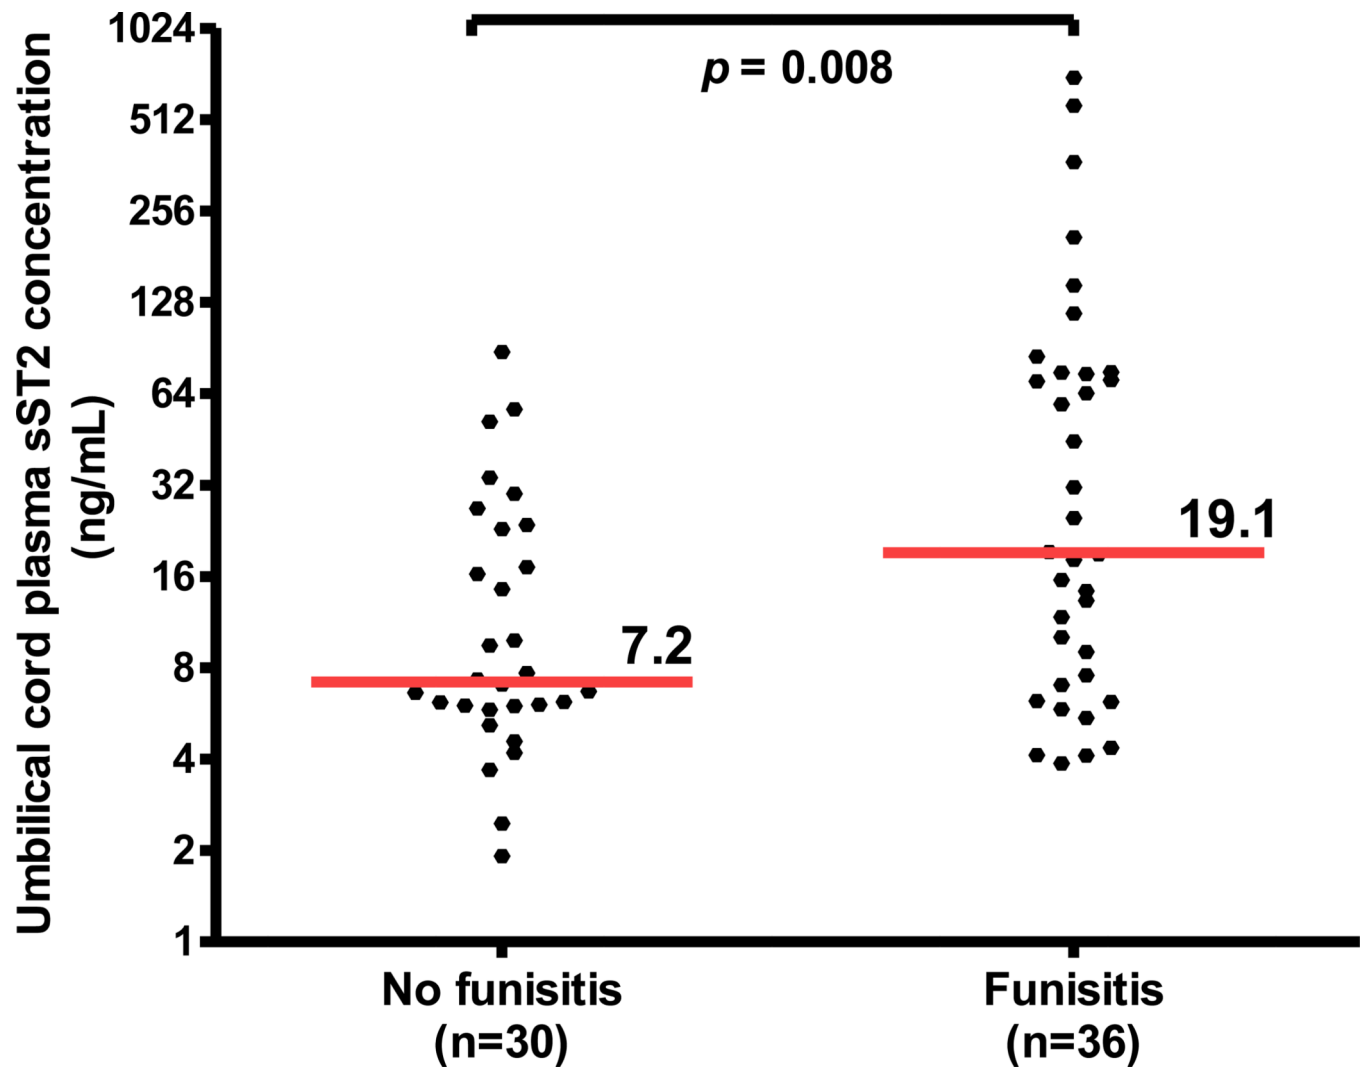 Umbilical cord plasma sST2 concentration
(ng/mL)
1024
512
256
128
64
32
16
8
4
2
1
p = 0.008
7.2
19.1
No funisitis
(n=30)
Funisitis
(n=36)